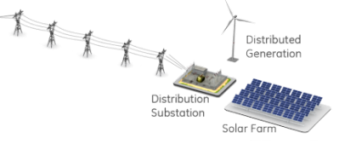 Distributed
Generation
Distribution
Substation
Solar Farm